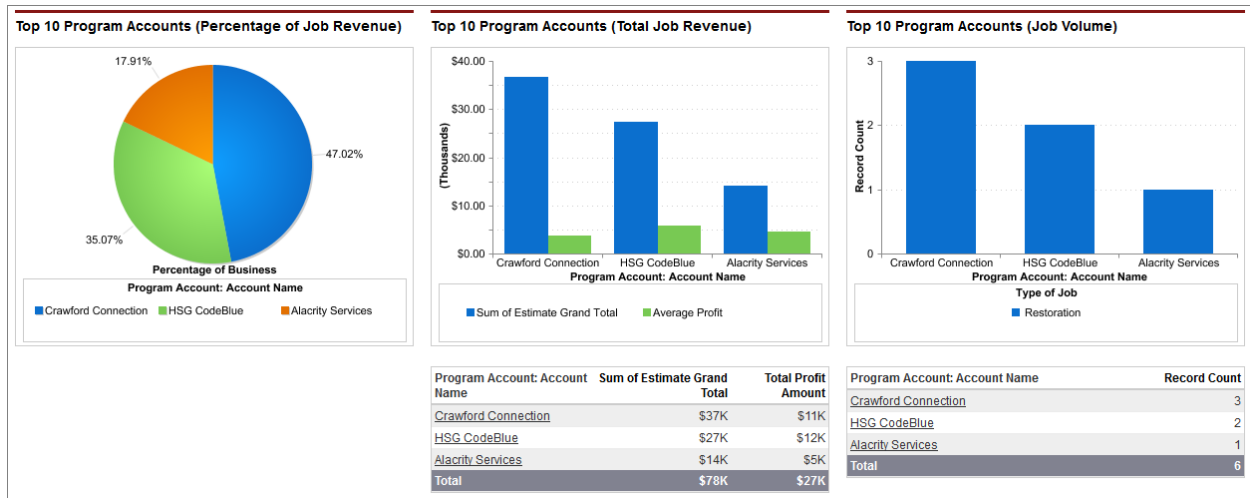 Top 10 Program Accounts (Percentage of Job Revenue)
17.91%
47.02%
35.07%
Percentage of Business
Program Account: Account Name
Crawford Connection HSG CodeBlue Alacrity Services
Top 10 Program Accounts (Total Job Revenue)
(Thousands)
$40.00
$30.00
$20.00
$10.00
$0.00
Crawford Connection HSG CodeBlue Alacrity Services
Program Account: Account Name
Sum of Estimate Grand Total Average Profit
Program Account: Account Name Sum of Estimate Grand Total Total Profit Amount
Crawford Connection $37K $11K
HSG CodeBlue $27K $12K
Alacrity Services $14K $5K
Total $78K $27K
Top 10 Program Accounts (Job Volume)
Record Count
3
2
1
0
Crawford Connection HSG CodeBlue Alacrity Services
Program Account: Account Name
Type of Job
Restoration
Program Account: Account Name Record Count
Crawford Connection 3
HSG CodeBlue 2
Alacrity Services 1
Total 6